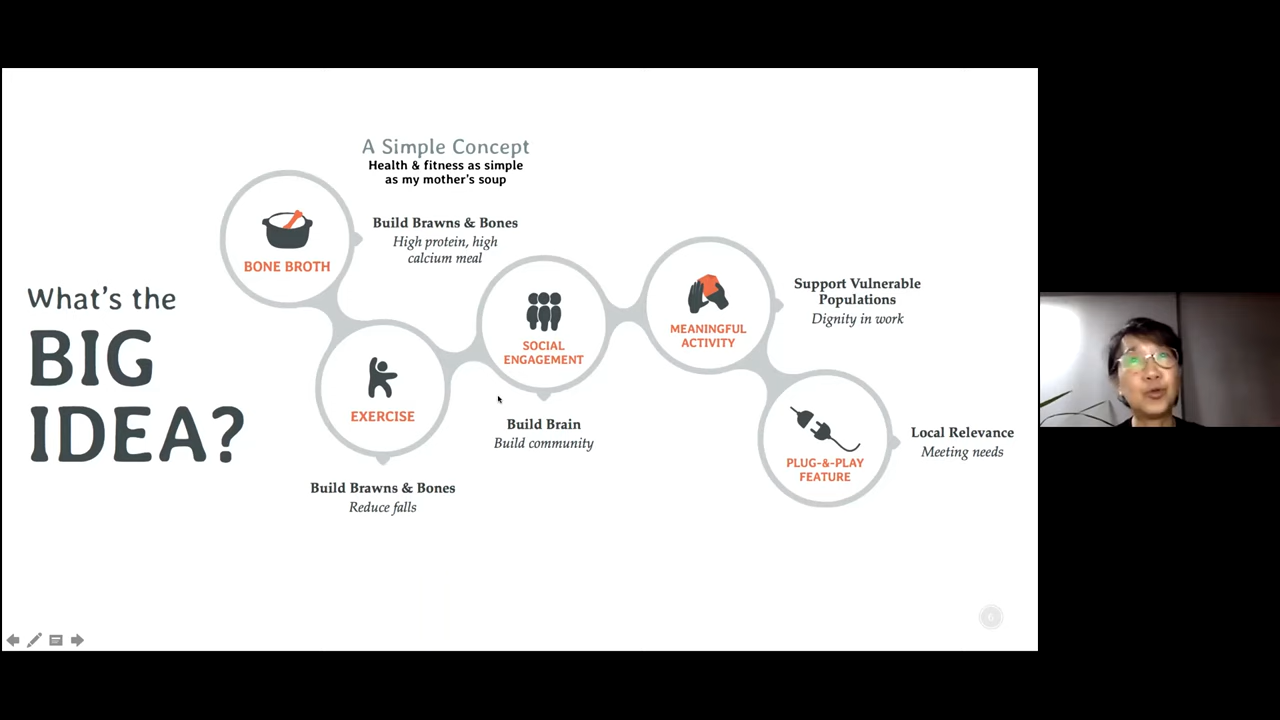 What's the
BIG
IDEA?
A Simple Concept
Health & fitness as simple
as my mother's soup
BONE BROTH
Build Brawns & Bones
High protein, high
calcium meal
EXERCISE
Build Brawns & Bones
Reduce falls
SOCIAL
ENGAGEMENT
Build Brain
Build community
MEANINGFUL
ACTIVITY
Support Vulnerable
Populations
Dignity in work
PLUG-&-PLAY
FEATURE
Local Relevance
Meeting needs
6